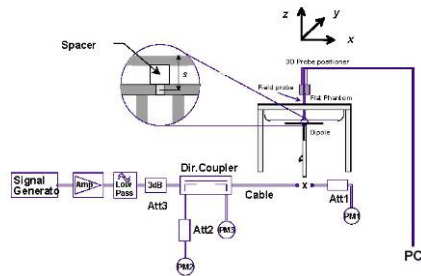 z
y
x
Spacer
s
3D Probe positioner
Field probe
Flat Phantom
Dipole
Signal
Generato
Amp
Low
Pass
3dB
Att3
Dir.Coupler
Cable
x
Att1
PM1
Att2
PM3
PM2
PC